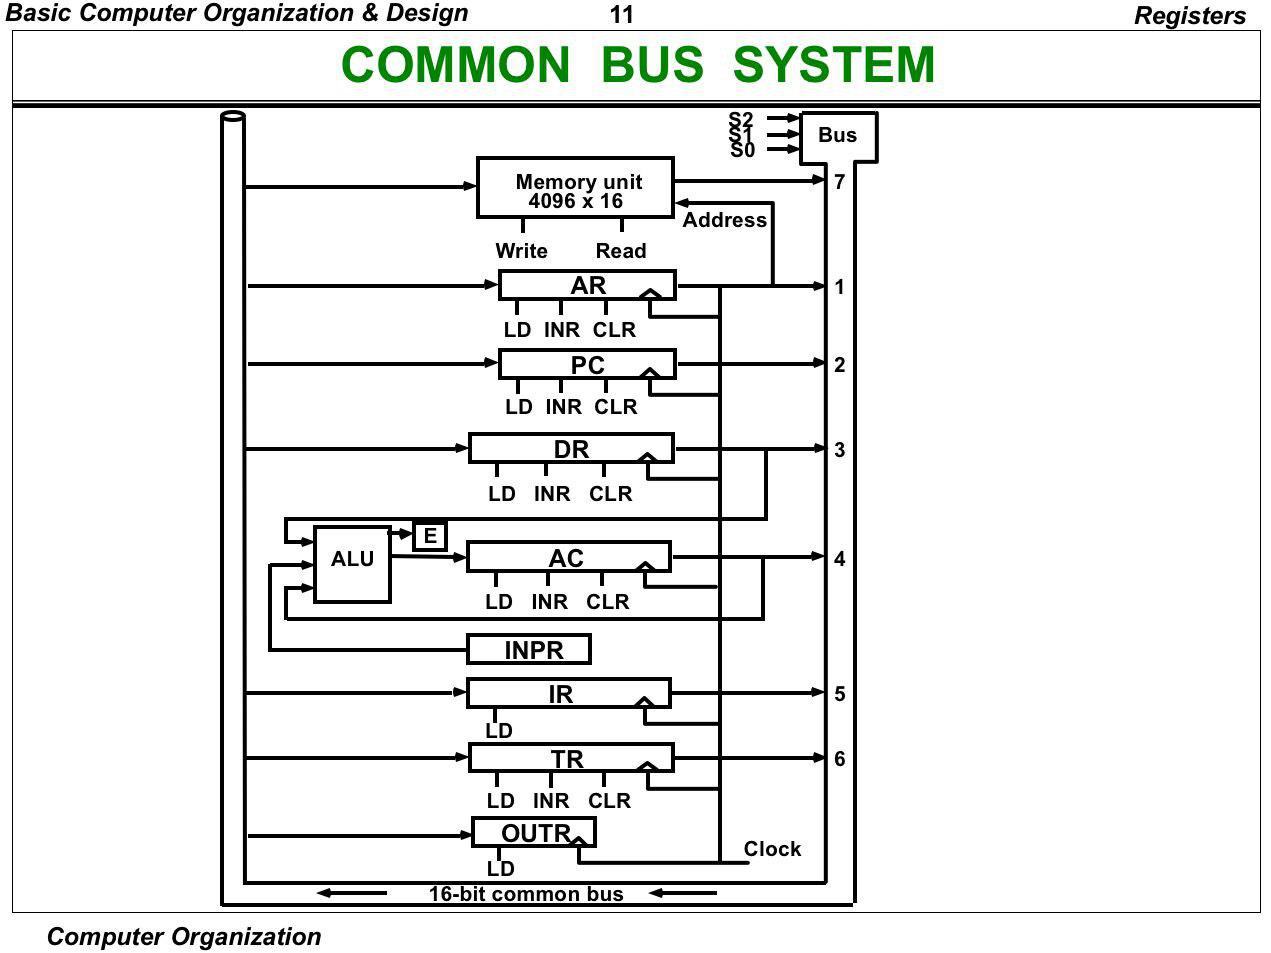 Basic Computer Organization & Design 11 Registers
COMMON BUS SYSTEM
S2
S1
S0
Bus
Memory unit
4096 x 16
7
Address
Write Read
AR
1
LD INR CLR
PC
2
LD INR CLR
DR
3
LD INR CLR
E
ALU
AC
4
LD INR CLR
INPR
IR
5
LD
TR
6
LD INR CLR
OUTR
Clock
LD
16-bit common bus
Computer Organization